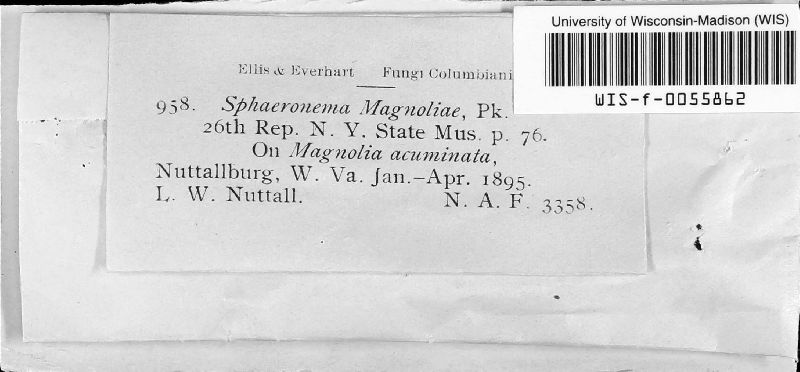 University of Wisconsin-Madison (WIS)
WIS-f-0055862
Ellis & Everhart Fungi Columbiani
958. Sphaeronema Magnoliae, Pk.
26th Rep. N. Y. State Mus. p. 76.
On Magnolia acuminata,
Nuttallburg, W. Va. Jan.-Apr. 1895.
L. W. Nuttall. N. A. F. 3358.